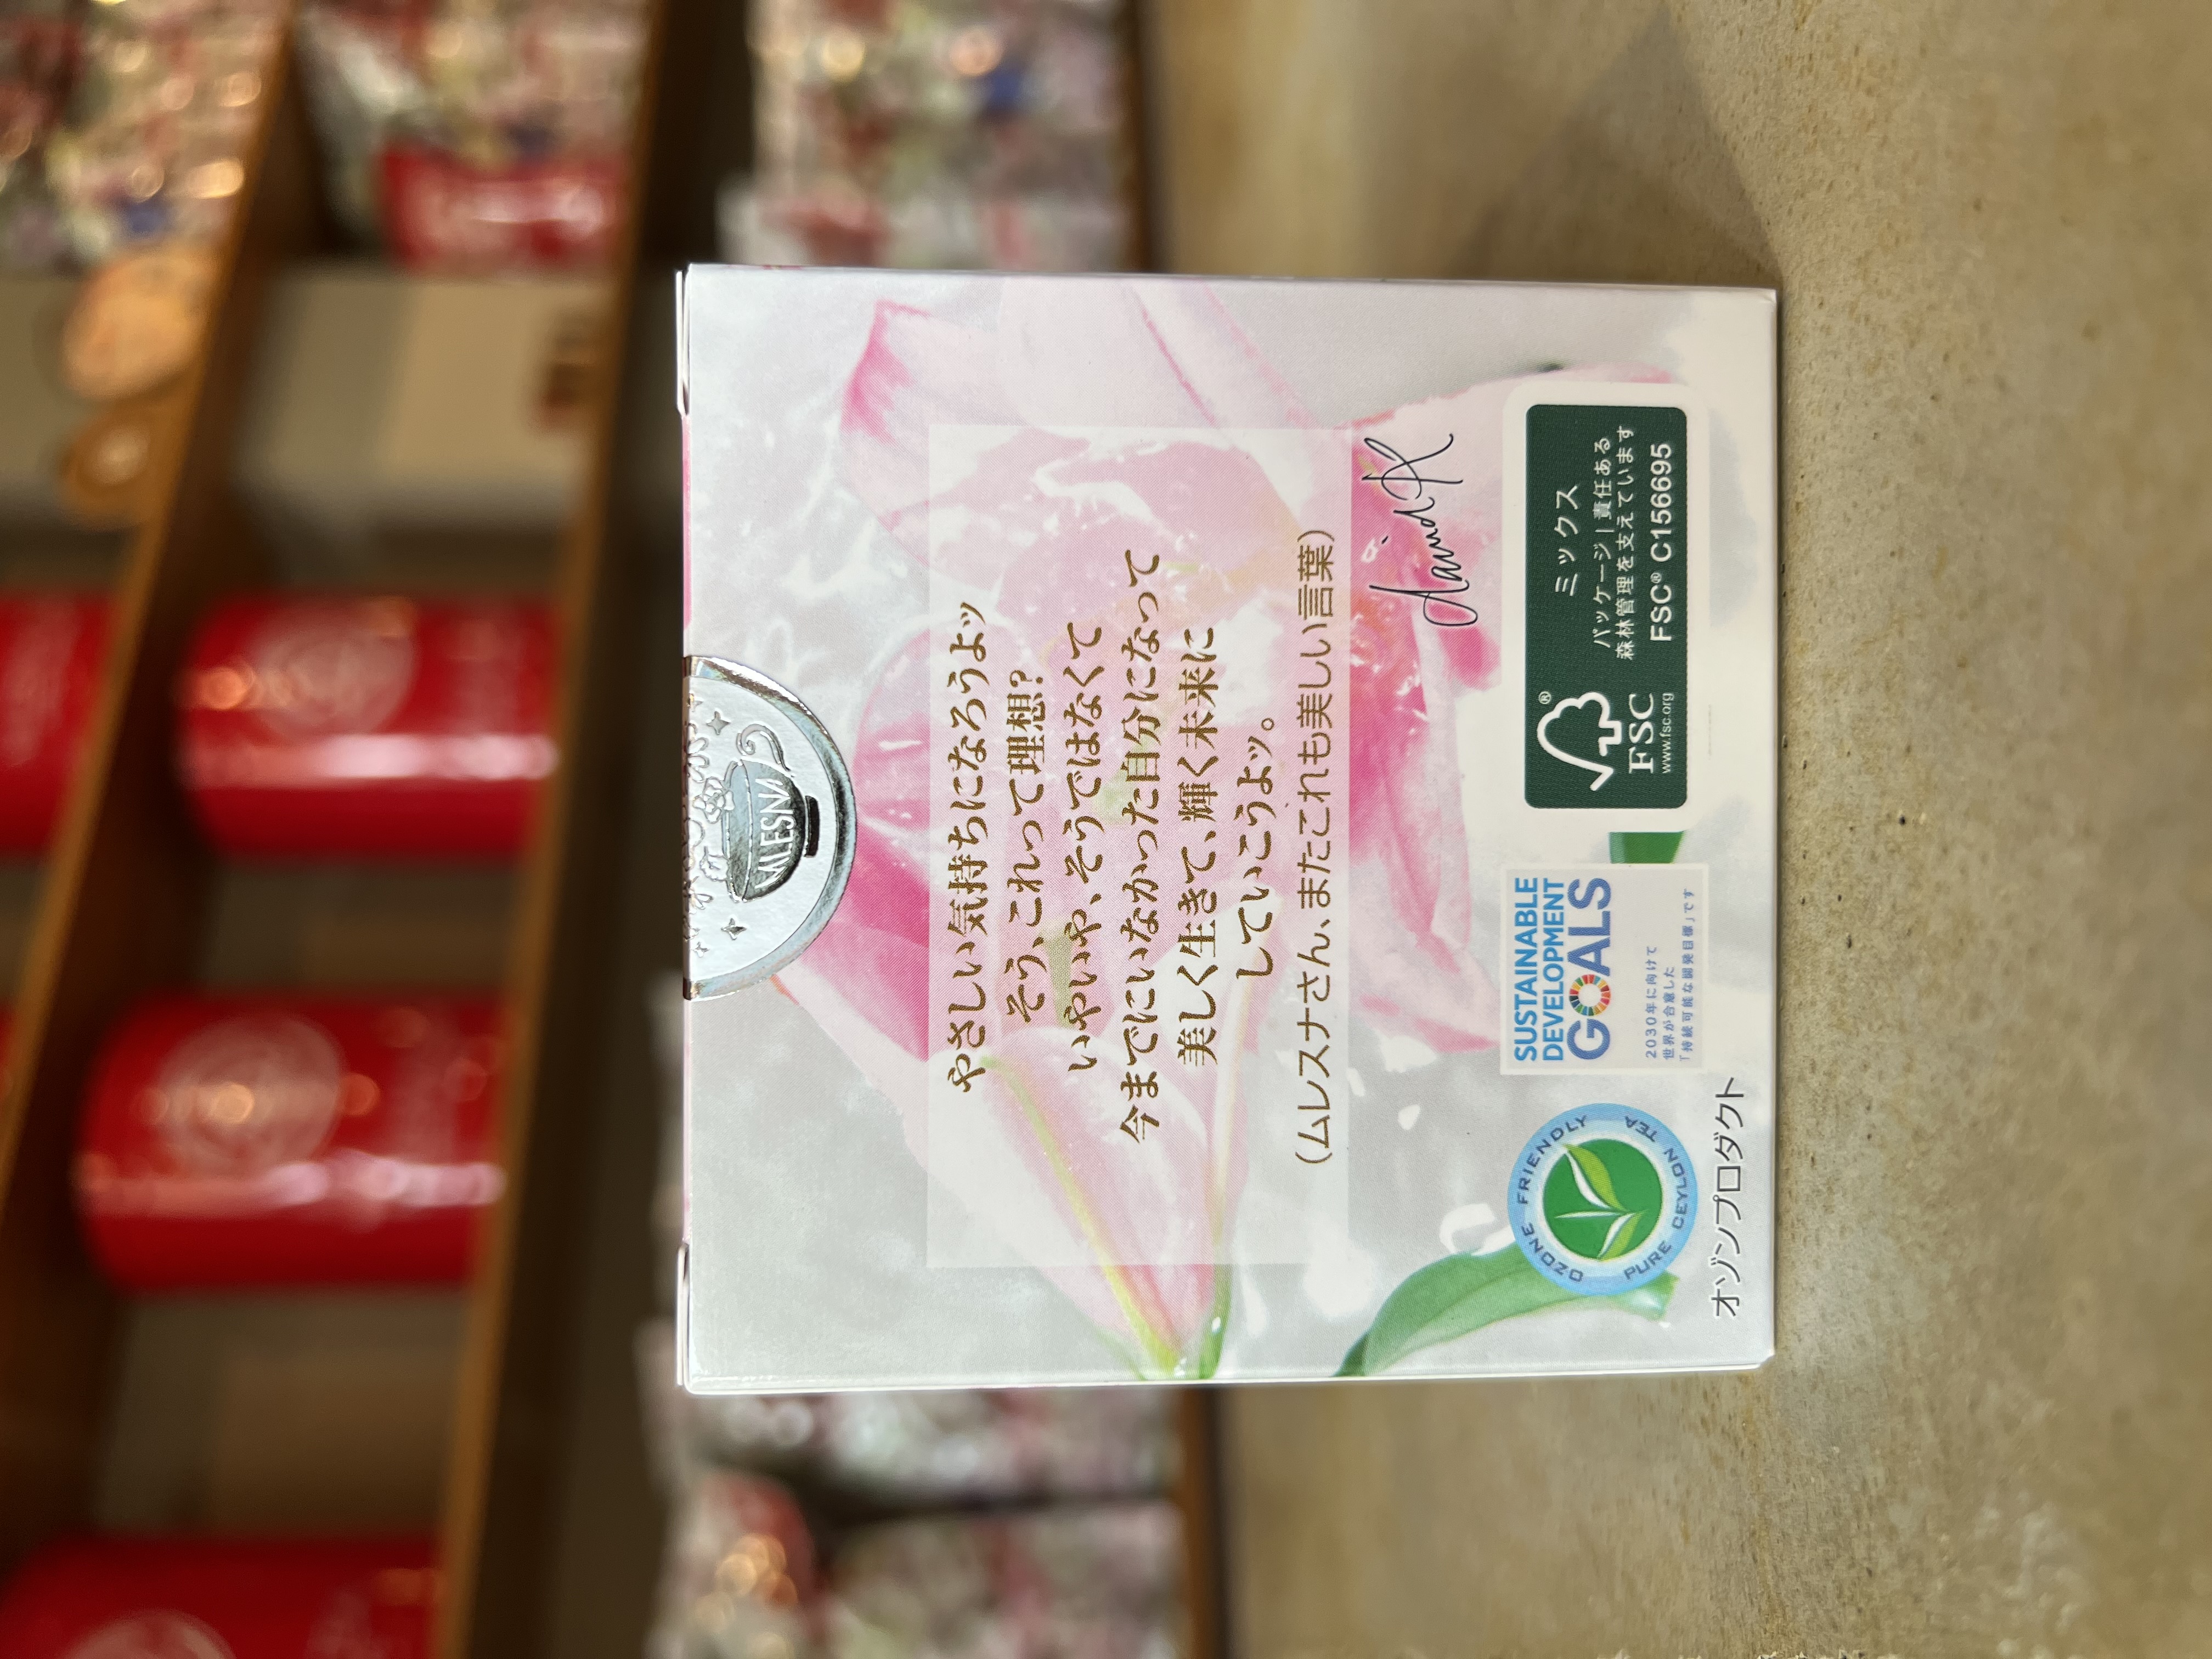 MLESNA
やさしい気持ちになろうよッ
そう、これって理想?
いやいや、そうではなくて
今までにいなかった自分になって
美しく生きて、輝く未来に
していこうよッ。
(ムレスナさん、またこれも美しい言葉)
OZONE FRIENDLY
PURE CEYLON TEA
オゾンプロダクト
SUSTAINABLE
DEVELOPMENT
GOALS
2030年に向けて
世界が合意した
「持続可能な開発目標」です
FSC®
www.fsc.org
ミックス
パッケージ | 責任ある
森林管理を支えています
FSC® C156695